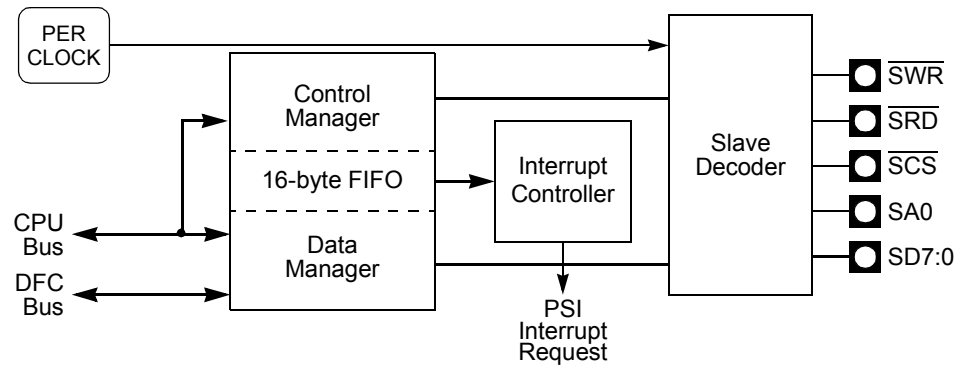 PER
CLOCK
Control
Manager
16-byte FIFO
Data
Manager
CPU
Bus
DFC
Bus
Interrupt
Controller
PSI
Interrupt
Request
Slave
Decoder
SWR
SRD
SCS
SA0
SD7:0